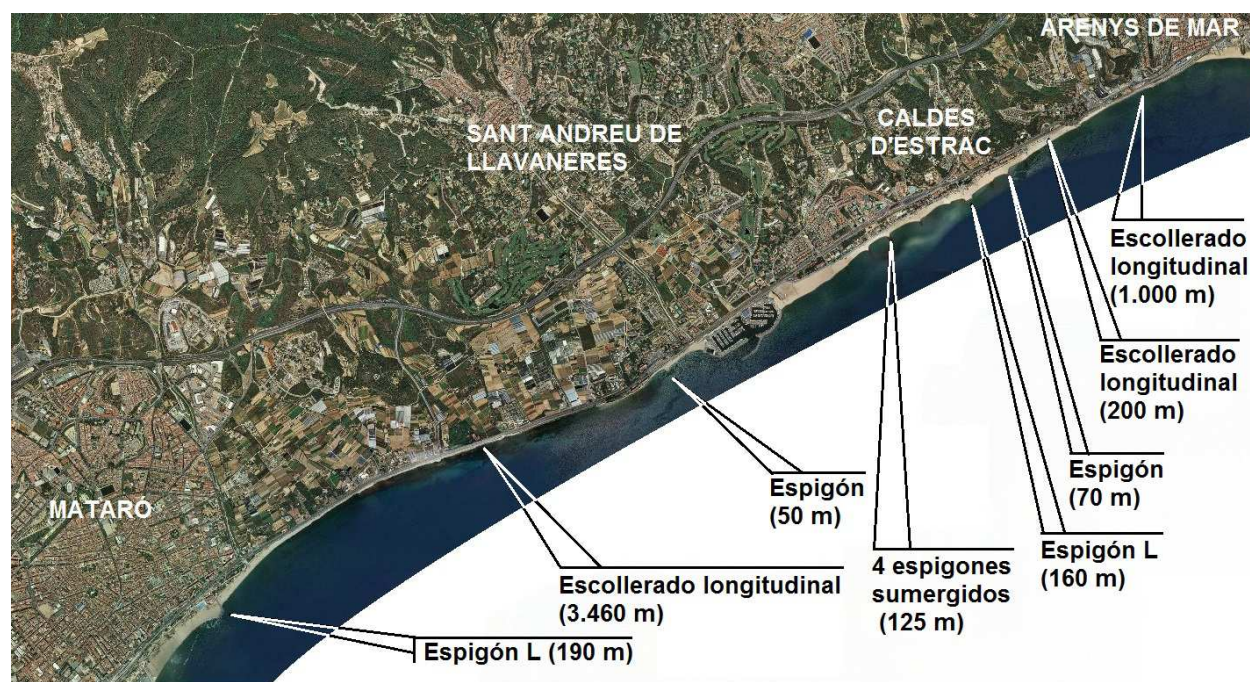 ARENYS DE MAR
CALDES
D'ESTRAC
SANT ANDREU DE
LLAVANERES
MATARÓ
Escollerado
longitudinal
(1.000 m)
Escollerado
longitudinal
(200 m)
Espigón
(70 m)
Espigón L
(160 m)
4 espigones
sumergidos
(125 m)
Espigón
(50 m)
Escollerado longitudinal
(3.460 m)
Espigón L (190 m)